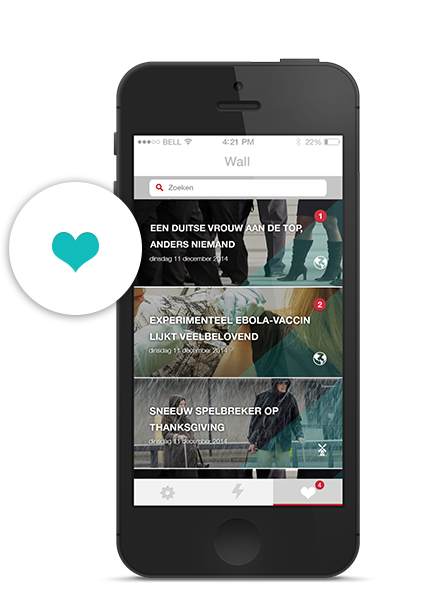 BELL 4:21 PM 22%
Wall
Zoeken
1
EEN DUITSE VROUW AAN DE TOP,
ANDERS NIEMAND
dinsdag 11 december 2014
2
EXPERIMENTEEL EBOLA-VACCIN
LIJKT VEELBELOVEND
dinsdag 11 december 2014
SNEEUW SPELBREKER OP
THANKSGIVING
dinsdag 11 december 2014
4